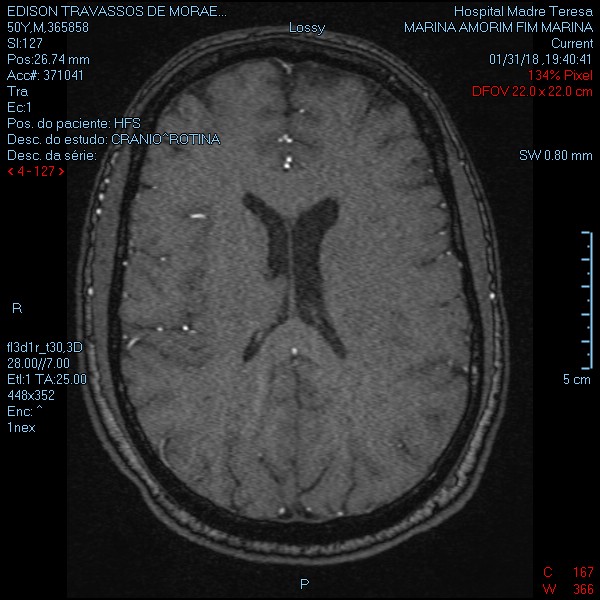 EDISON TRAVASSOS DE MORAE...
50Y,M,365858
Sl:127
Pos:26.74 mm
Acc#: 371041
Tra
Ec:1
Pos. do paciente: HFS
Desc. do estudo: CRANIO^ROTINA
Desc. da série:
< 4 - 127 >
Lossy
Hospital Madre Teresa
MARINA AMORIM FIM MARINA
Current
01/31/18 ,19:40:41
134% Pixel
DFOV 22.0 x 22.0 cm
SW 0.80 mm
R
fl3d1r_t30,3D
28.00//7.00
Etl:1 TA:25.00
448x352
Enc: ^
1nex
5 cm
P
C 167
W 366